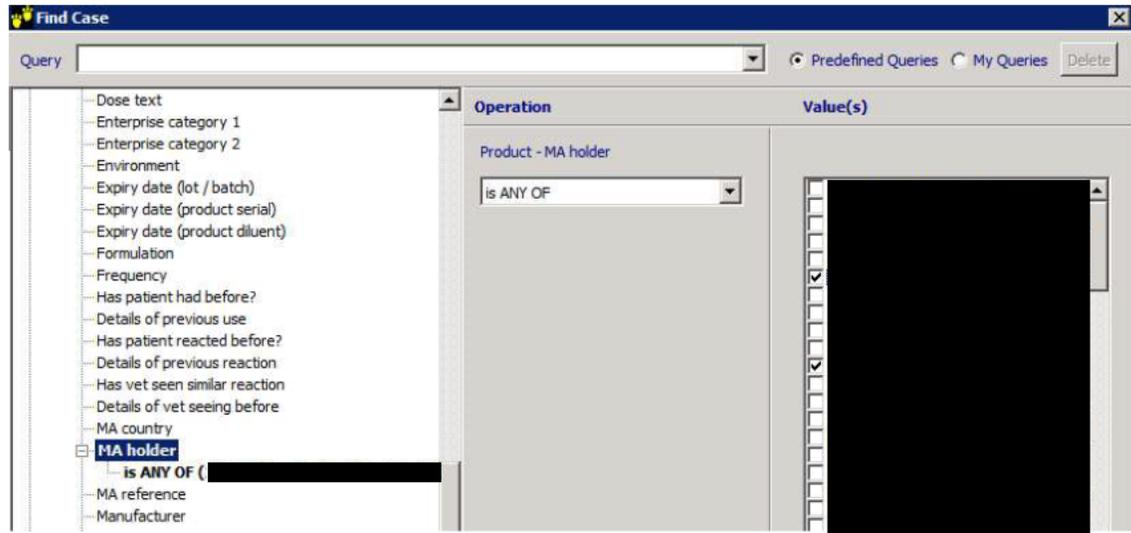 Find Case
Query
Predefined Queries My Queries Delete
Dose text
Enterprise category 1
Enterprise category 2
Environment
Expiry date (lot / batch)
Expiry date (product serial)
Expiry date (product diluent)
Formulation
Frequency
Has patient had before?
Details of previous use
Has patient reacted before?
Details of previous reaction
Has vet seen similar reaction
Details of vet seeing before
MA country
MA holder
is ANY OF (
MA reference
Manufacturer
Operation
Value(s)
Product - MA holder
is ANY OF